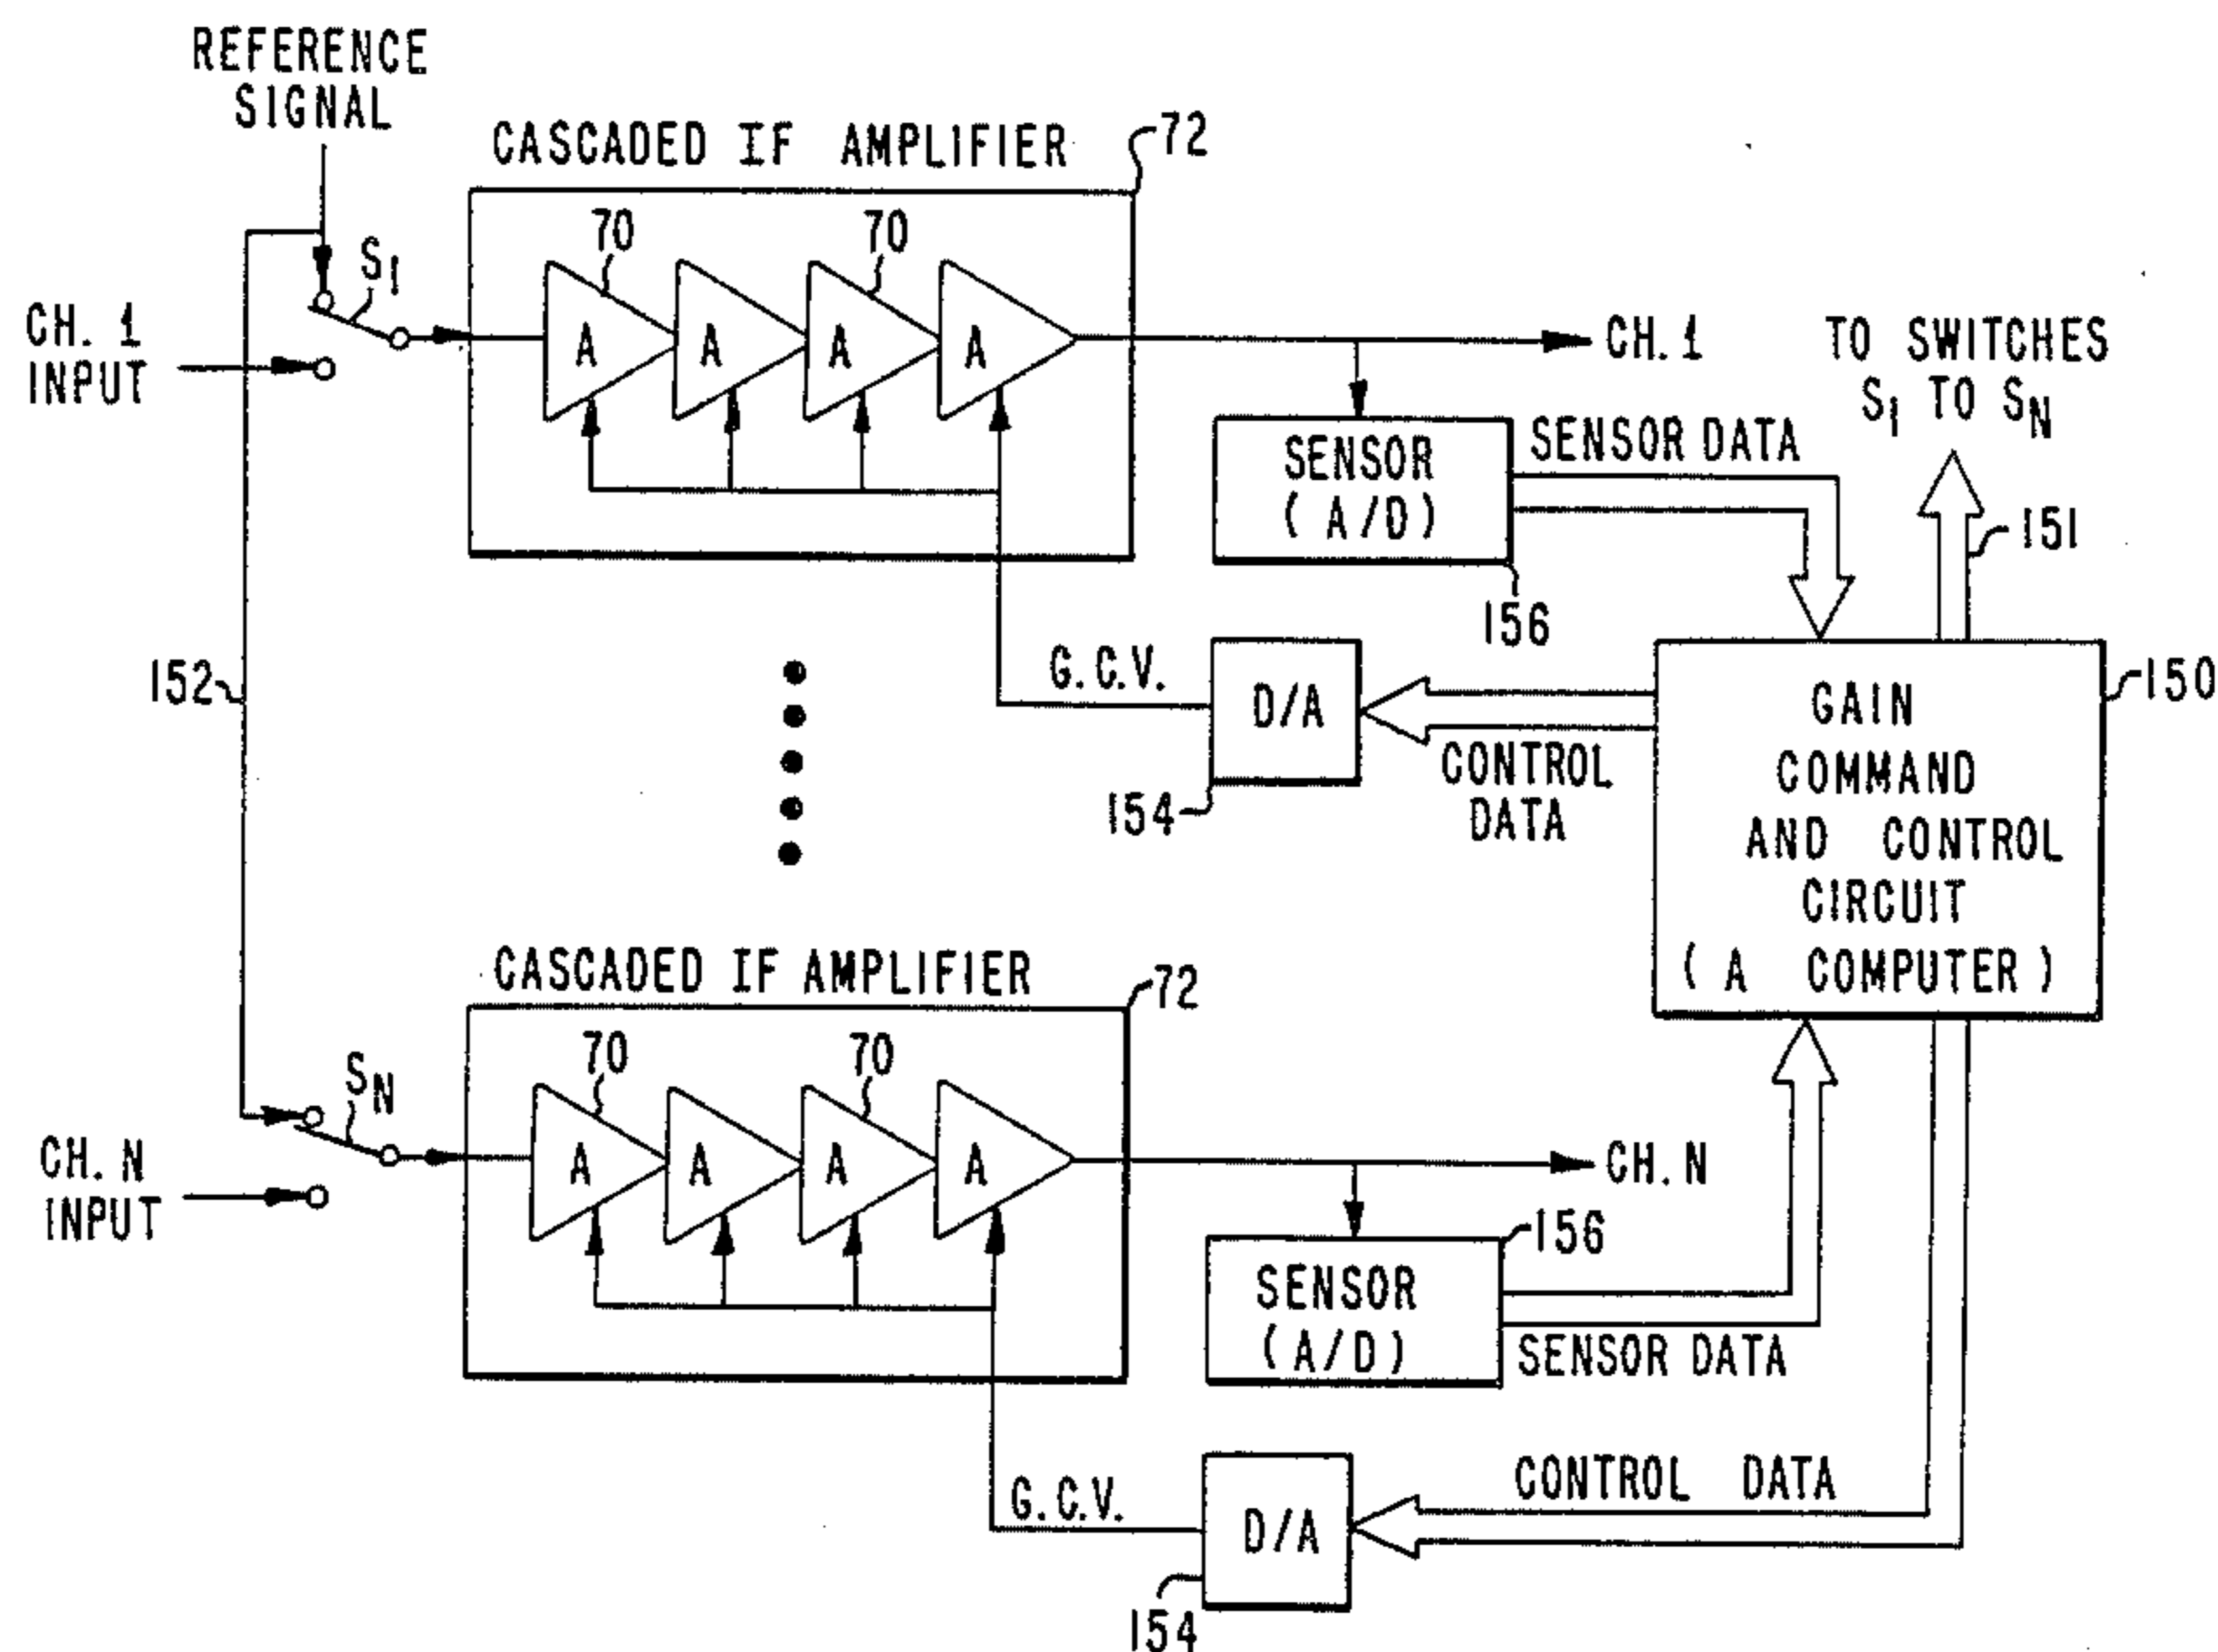 REFERENCE
SIGNAL
CASCADED IF AMPLIFIER
72
70
70
S1
CH. 1
INPUT
A
A
A
A
CH. 1
TO SWITCHES
S1 TO SN
SENSOR
(A/D)
SENSOR DATA
151
156
152
G.C.V.
D/A
154
CONTROL
DATA
150
GAIN
COMMAND
AND CONTROL
CIRCUIT
(A COMPUTER)
CASCADED IF AMPLIFIER
72
70
70
SN
CH. N
INPUT
A
A
A
A
CH. N
156
SENSOR
(A/D)
SENSOR DATA
G.C.V.
D/A
154
CONTROL DATA